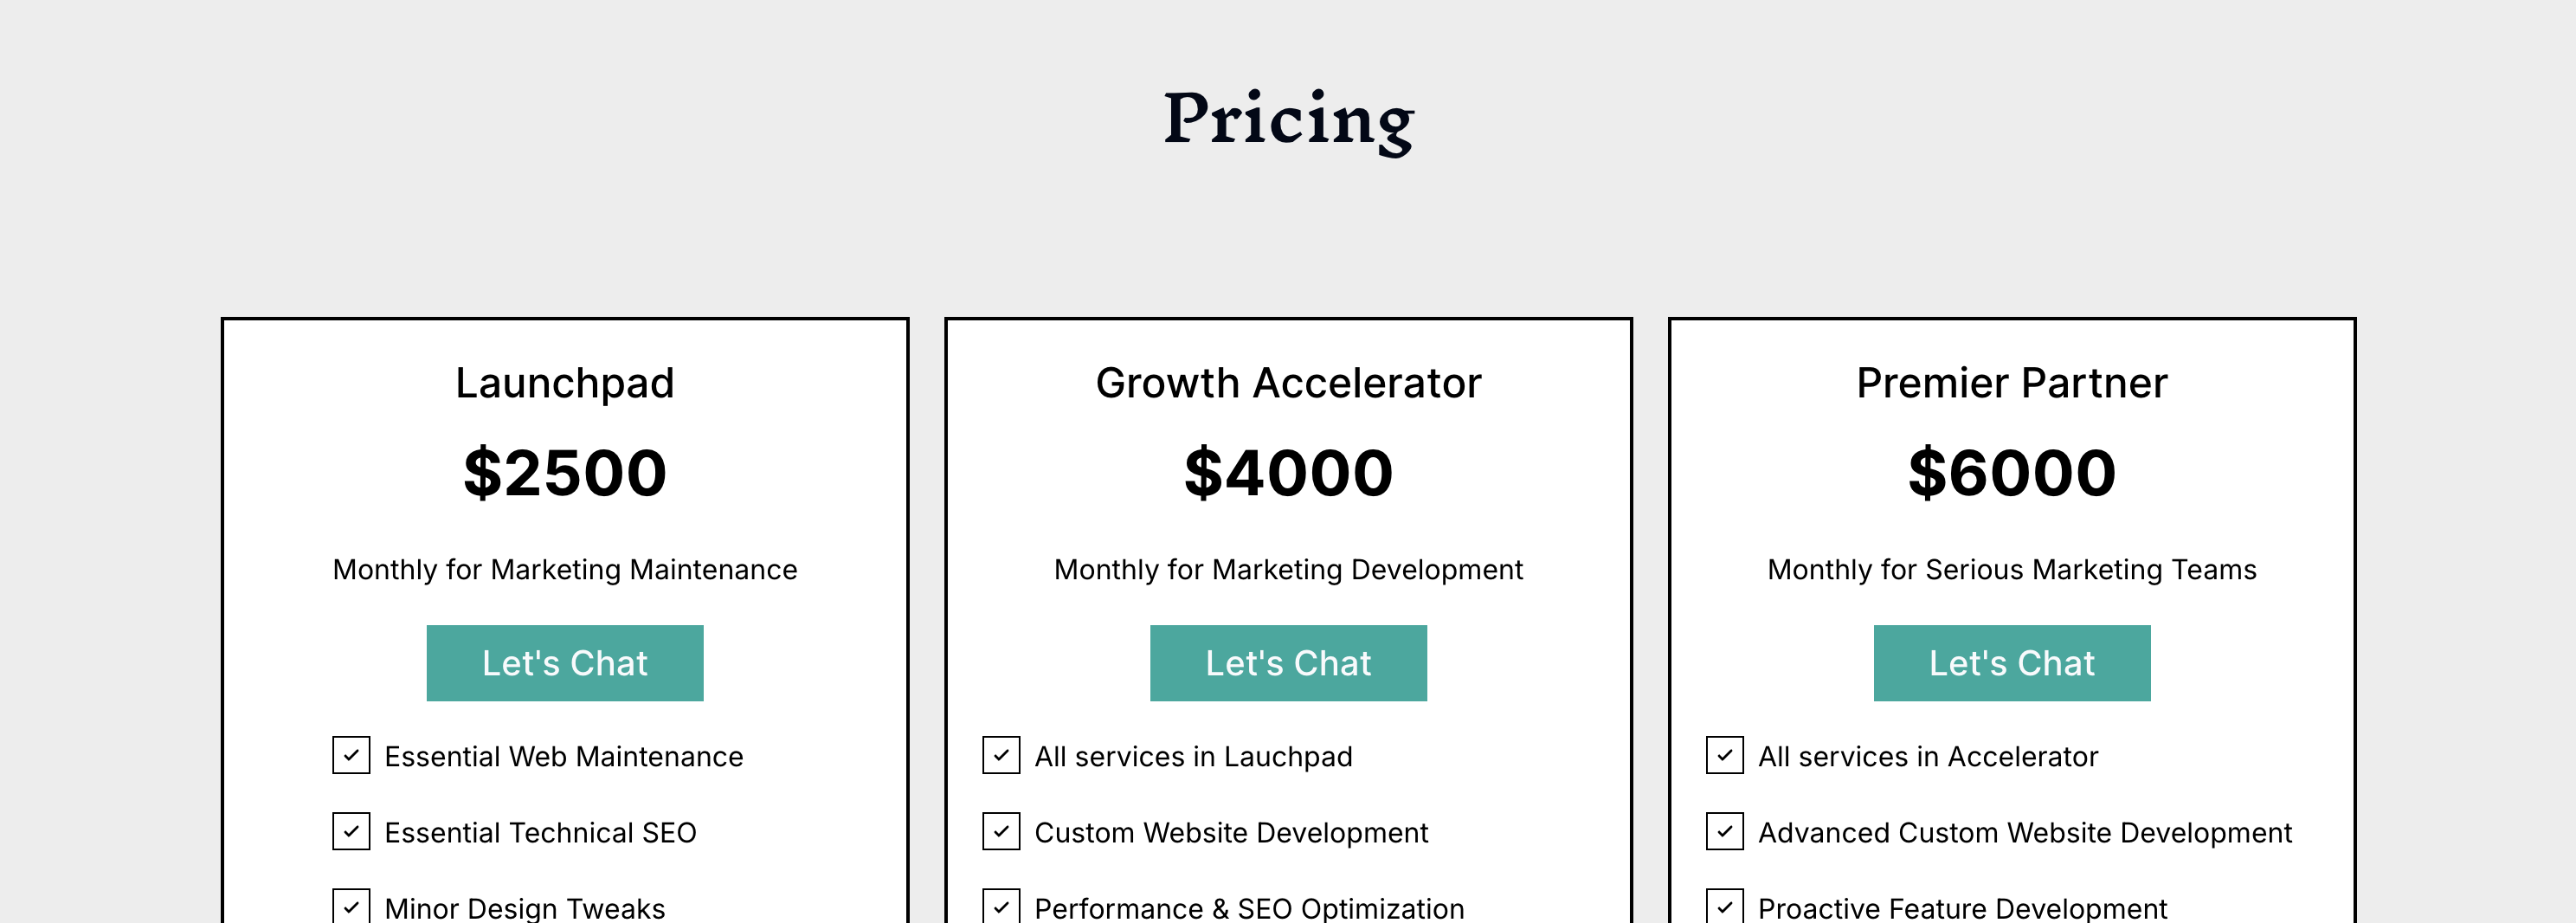 Pricing
Launchpad
$2500
Monthly for Marketing Maintenance
Let's Chat
Essential Web Maintenance
Essential Technical SEO
Minor Design Tweaks
Growth Accelerator
$4000
Monthly for Marketing Development
Let's Chat
All services in Lauchpad
Custom Website Development
Performance & SEO Optimization
Premier Partner
$6000
Monthly for Serious Marketing Teams
Let's Chat
All services in Accelerator
Advanced Custom Website Development
Proactive Feature Development